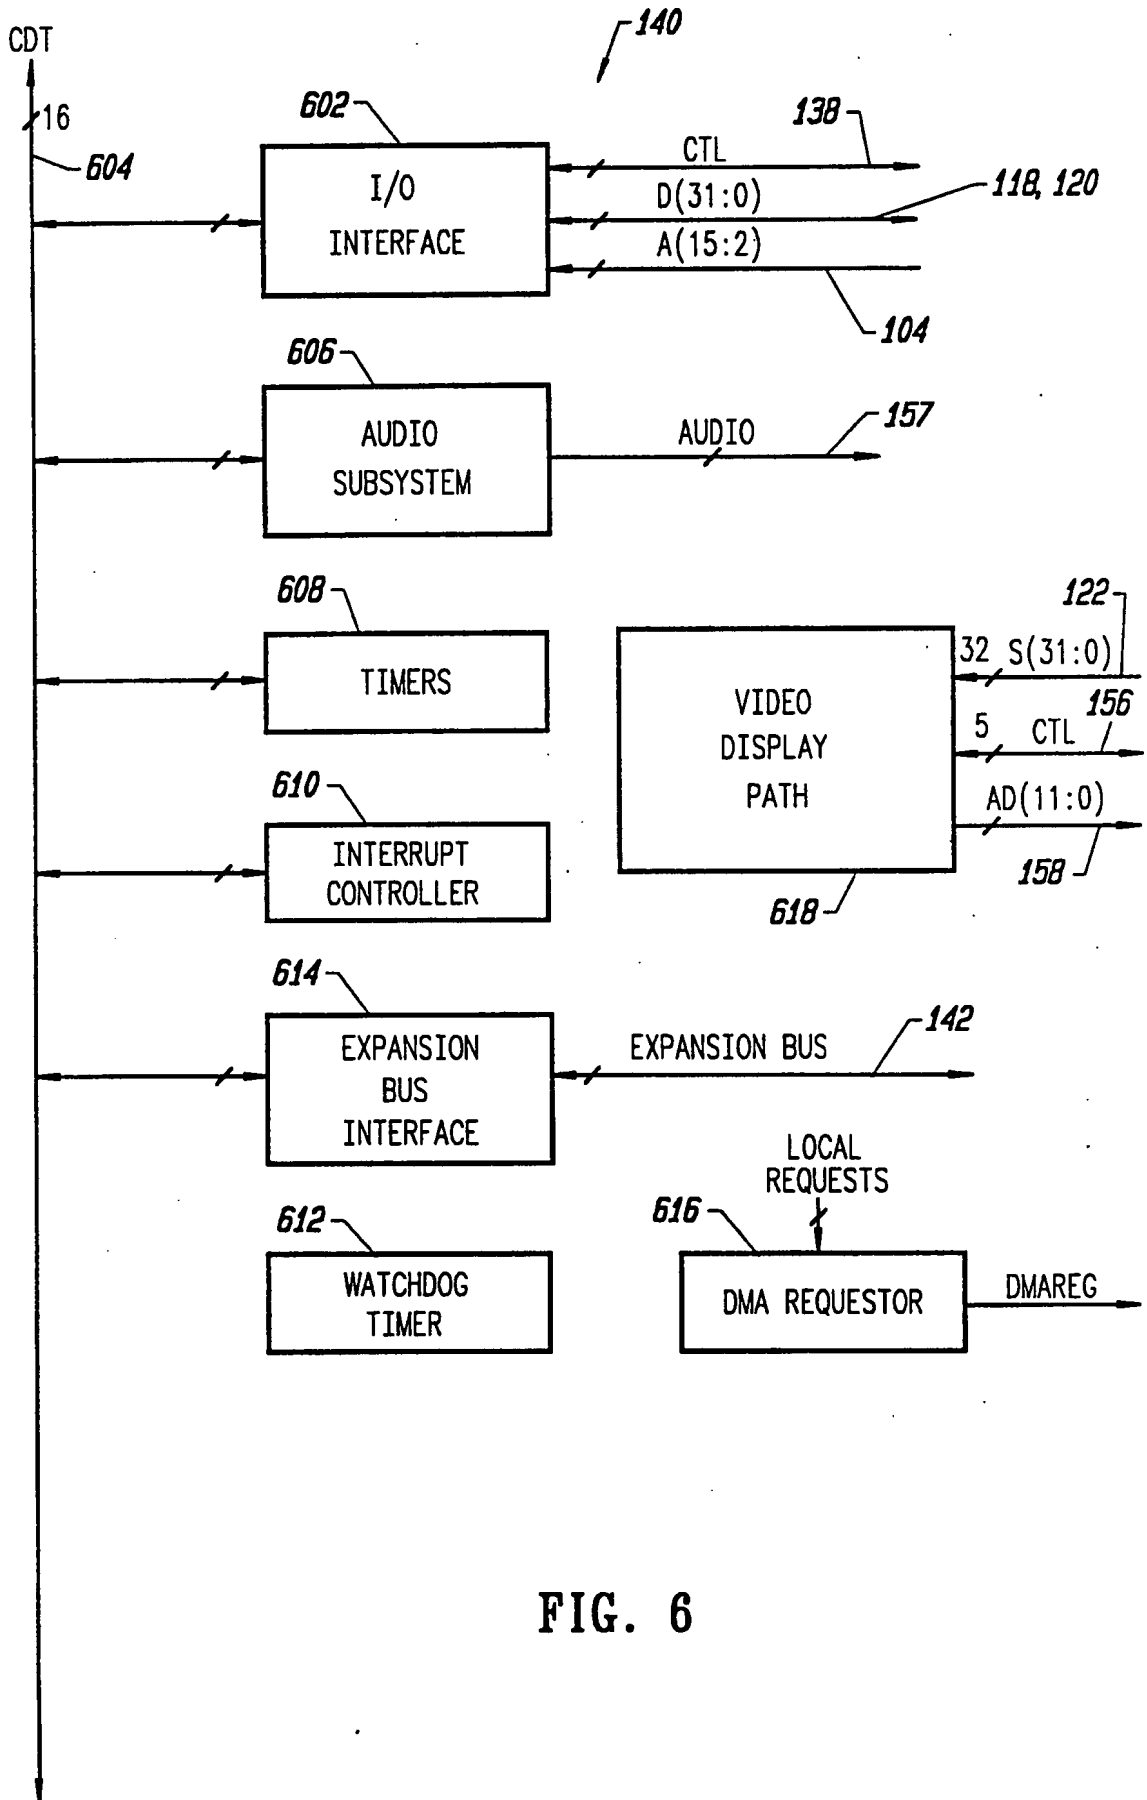 CDT
16
604
140
602
I/O
INTERFACE
CTL
138
D(31:0)
118, 120
A(15:2)
104
606
AUDIO
SUBSYSTEM
AUDIO
157
608
TIMERS
VIDEO
DISPLAY
PATH
618
32
S(31:0)
122
5
CTL
156
AD(11:0)
158
610
INTERRUPT
CONTROLLER
614
EXPANSION
BUS
INTERFACE
EXPANSION BUS
142
612
WATCHDOG
TIMER
LOCAL
REQUESTS
616
DMA REQUESTOR
DMAREG
FIG. 6